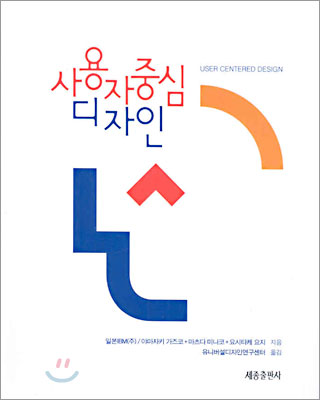 사용자중심
USER CENTERED DESIGN
디자인
일본IBM(주) / 야마자키 가즈코 • 마츠다 미나코 • 요시타케 요지 지음
유니버설디자인연구센터 옮김
세종출판사
YES24.COM